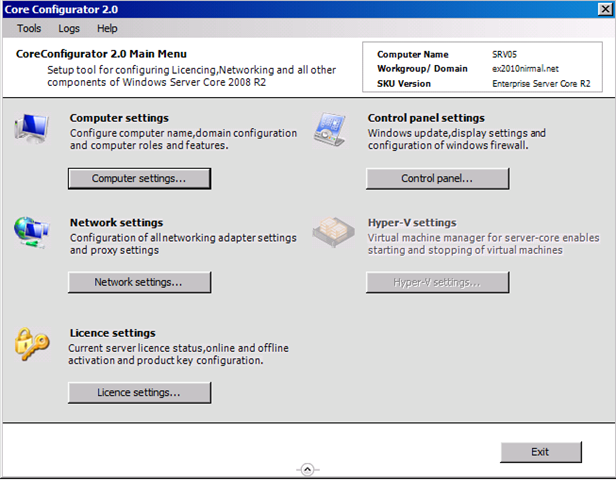 Core Configurator 2.0
Tools Logs Help
CoreConfigurator 2.0 Main Menu
Setup tool for configuring Licencing,Networking and all other
components of Windows Server Core 2008 R2
Computer Name SRV05
Workgroup/ Domain ex2010nirmal.net
SKU Version Enterprise Server Core R2
Computer settings
Configure computer name,domain configuration
and computer roles and features.
Computer settings...
Control panel settings
Windows update,display settings and
configuration of windows firewall.
Control panel...
Network settings
Configuration of all networking adapter settings
and proxy settings
Network settings...
Hyper-V settings
Virtual machine manager for server-core enables
starting and stopping of virtual machines
Hyper-V settings...
Licence settings
Current server licence status,online and offline
activation and product key configuration.
Licence settings...
Exit